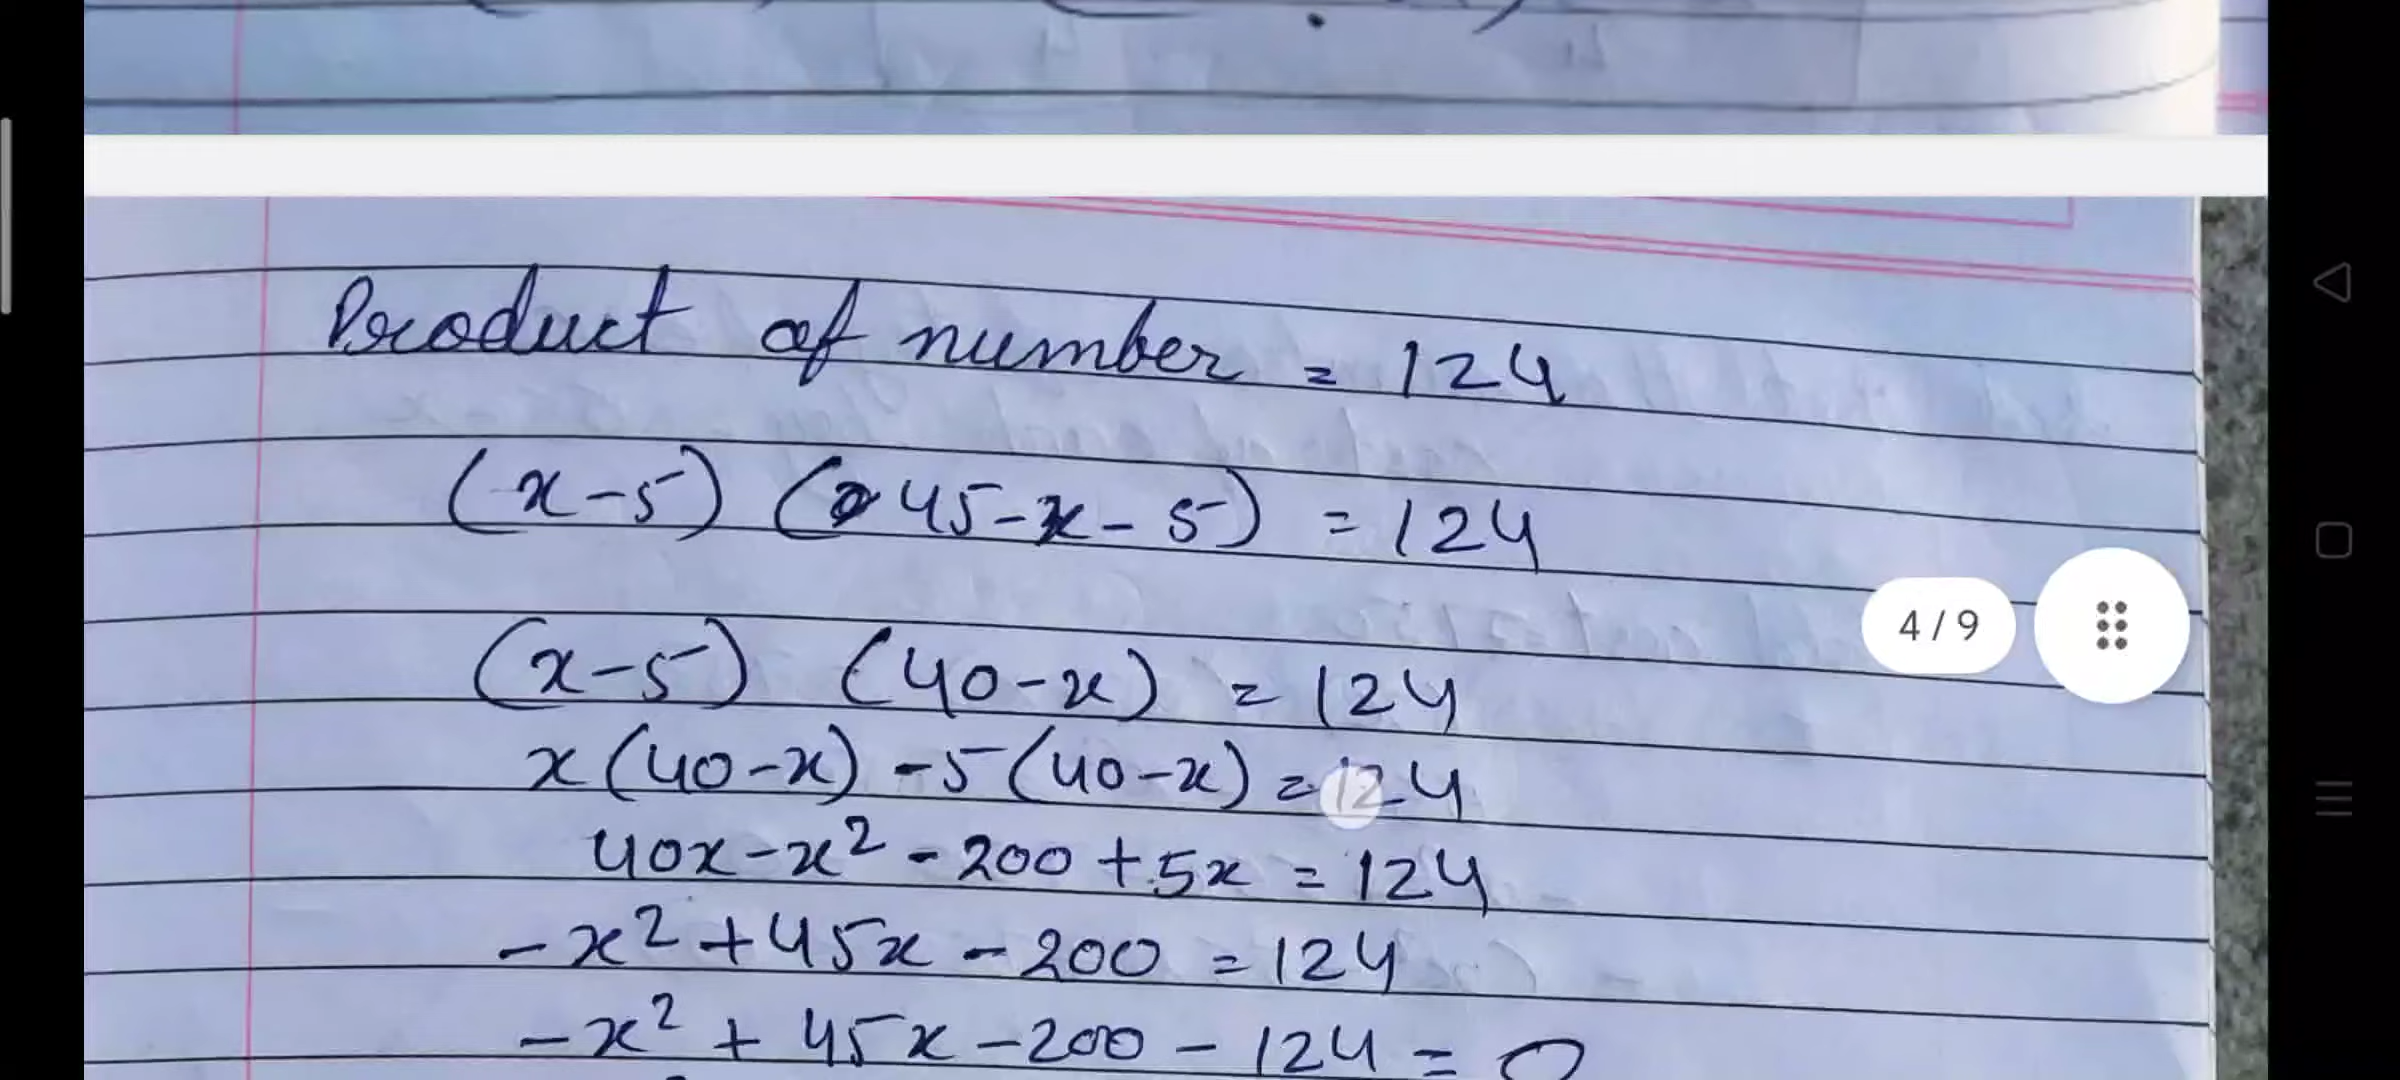 Product of number = 124
(x-5) (45-x-5) = 124
(x-5) (40-x) = 124
x(40-x) -5(40-x) = 124
4 / 9
40x-x² - 200 + 5x = 124
-x² + 45x - 200 = 124
-x² + 45x - 200 - 124 = 0